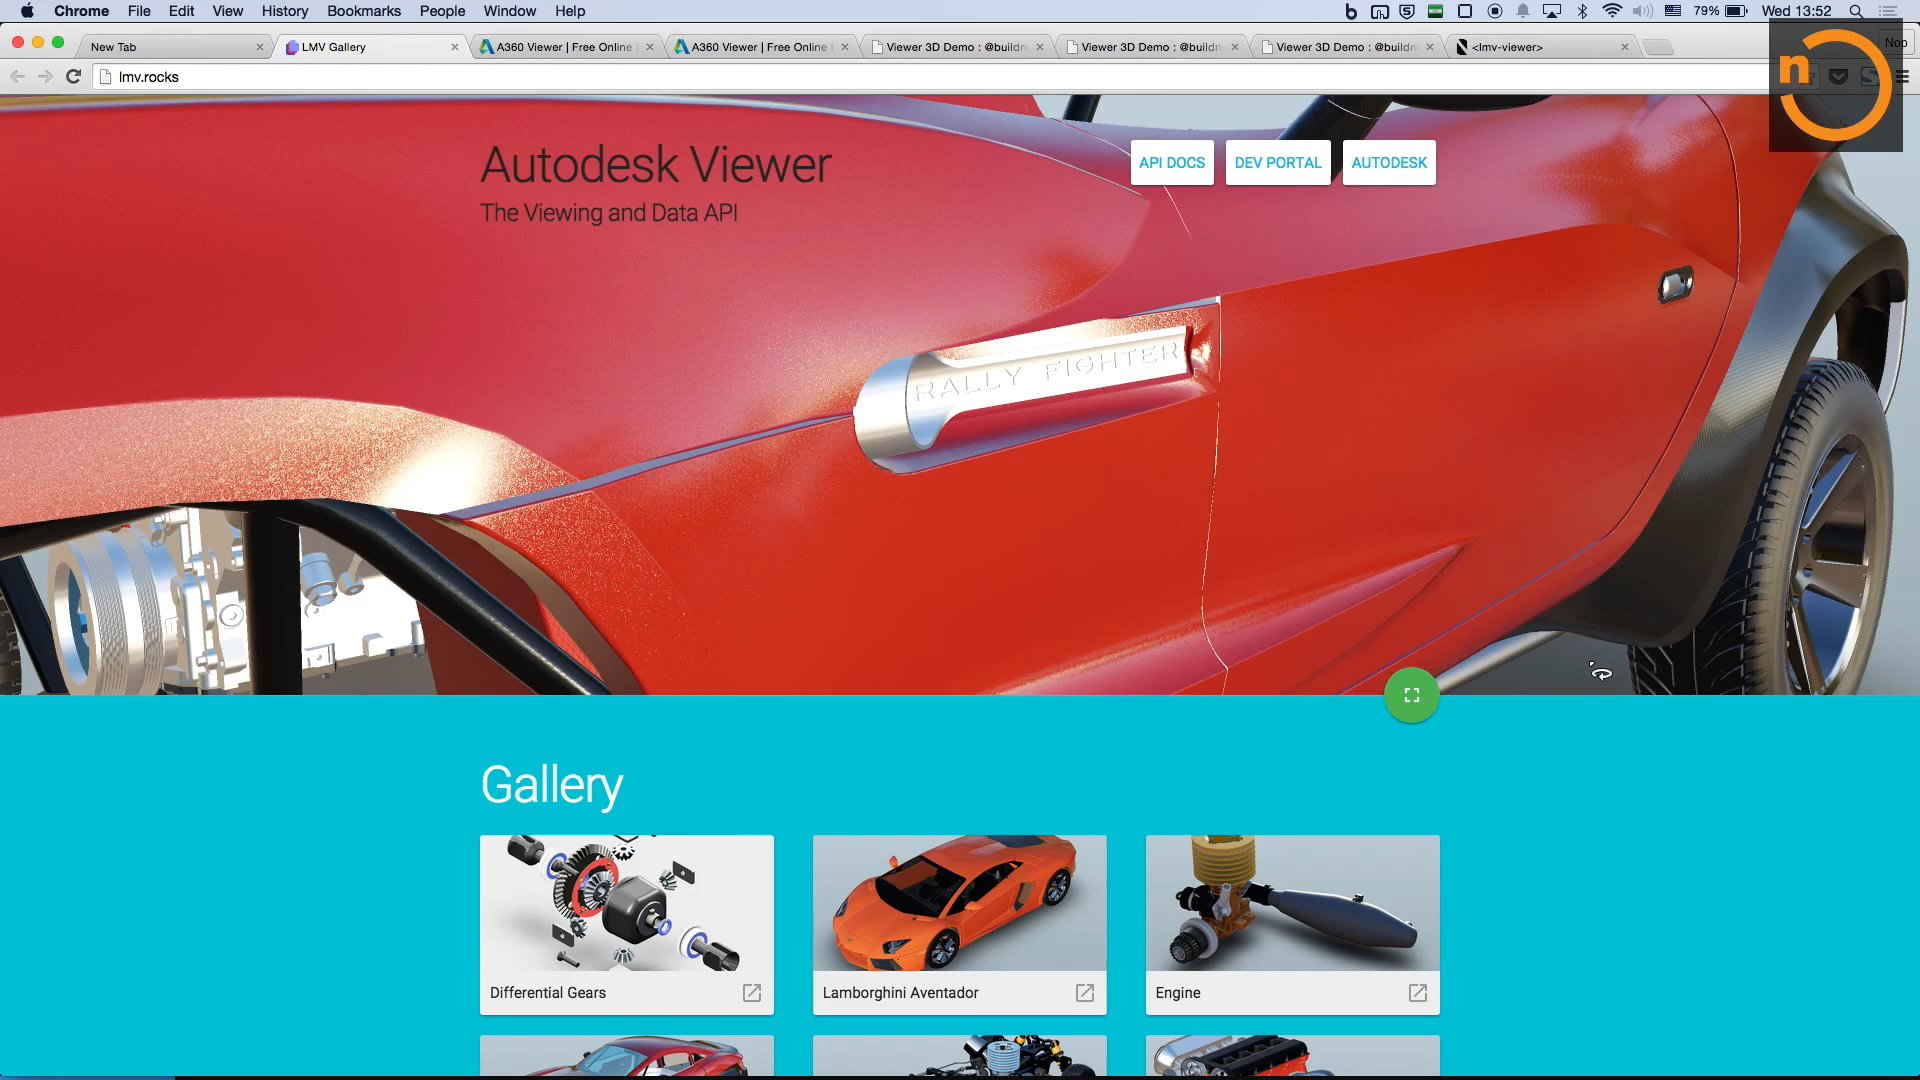 Chrome File Edit View History Bookmarks People Window Help 79% Wed 13:52
New Tab LMV Gallery A360 Viewer | Free Online A360 Viewer | Free Online Viewer 3D Demo : @buildn Viewer 3D Demo : @buildn Viewer 3D Demo : @buildn <lmv-viewer> Nop
lmv.rocks
n
Autodesk Viewer
API DOCS DEV PORTAL AUTODESK
The Viewing and Data API
RALLY FIGHTER
Gallery
Differential Gears Lamborghini Aventador Engine